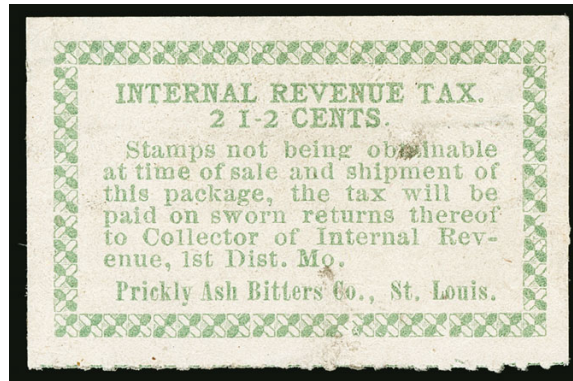 INTERNAL REVENUE TAX.
2 1-2 CENTS.
Stamps not being obtainable
at time of sale and shipment of
this package, the tax will be
paid on sworn returns thereof
to Collector of Internal Rev-
enue, 1st Dist. Mo.
Prickly Ash Bitters Co., St. Louis.